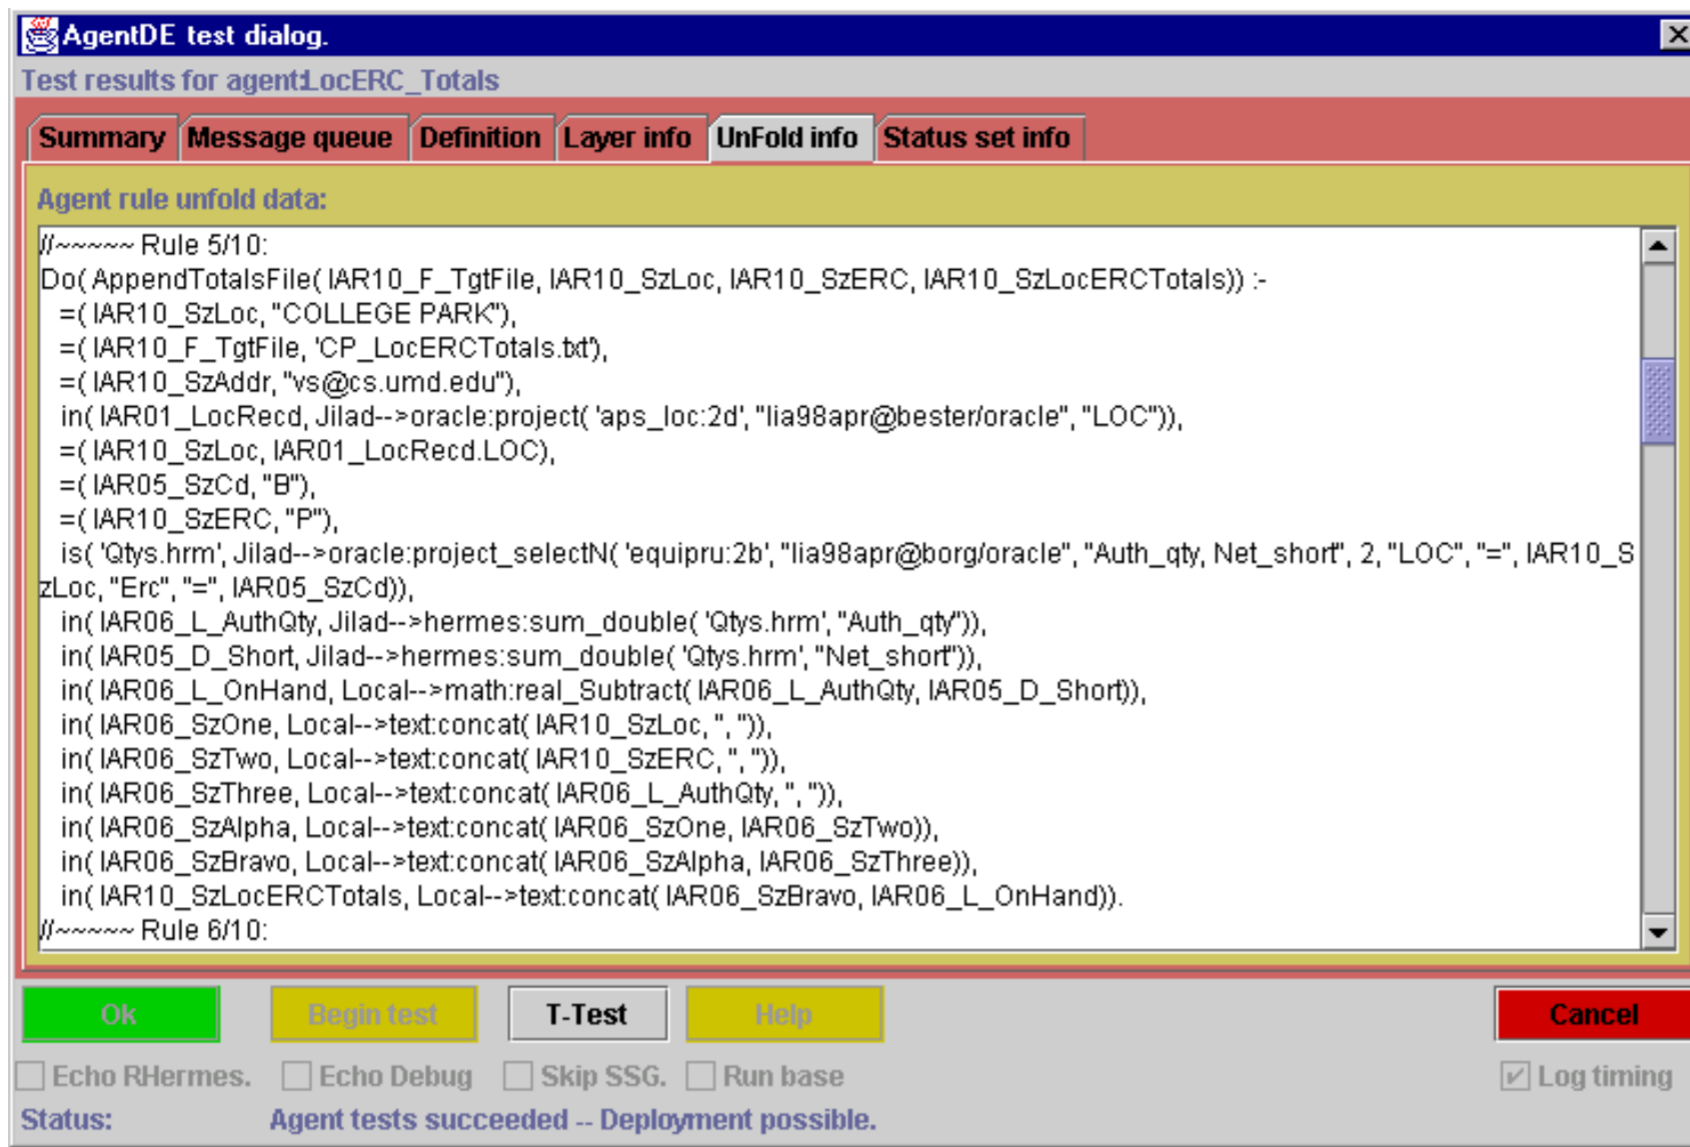 AgentDE test dialog.
Test results for agent:LocERC_Totals
Summary Message queue Definition Layer info UnFold info Status set info
Agent rule unfold data:
//~~~~~ Rule 5/10:
Do( AppendTotalsFile( IAR10_F_TgtFile, IAR10_SzLoc, IAR10_SzERC, IAR10_SzLocERCTotals)) :-
=( IAR10_SzLoc, "COLLEGE PARK"),
=( IAR10_F_TgtFile, 'CP_LocERCTotals.txt'),
=( IAR10_SzAddr, "vs@cs.umd.edu"),
in( IAR01_LocRecd, Jilad-->oracle:project( 'aps_loc:2d', "lia98apr@bester/oracle", "LOC")),
=( IAR10_SzLoc, IAR01_LocRecd.LOC),
=( IAR05_SzCd, "B"),
=( IAR10_SzERC, "P"),
is( 'Qtys.hrm', Jilad-->oracle:project_selectN( 'equipru:2b', "lia98apr@borg/oracle", "Auth_qty, Net_short", 2, "LOC", "=", IAR10_S
zLoc, "Erc", "=", IAR05_SzCd)),
in( IAR06_L_AuthQty, Jilad-->hermes:sum_double( 'Qtys.hrm', "Auth_qty")),
in( IAR05_D_Short, Jilad-->hermes:sum_double( 'Qtys.hrm', "Net_short")),
in( IAR06_L_OnHand, Local-->math:real_Subtract( IAR06_L_AuthQty, IAR05_D_Short)),
in( IAR06_SzOne, Local-->text:concat( IAR10_SzLoc, ", ")),
in( IAR06_SzTwo, Local-->text:concat( IAR10_SzERC, ", ")),
in( IAR06_SzThree, Local-->text:concat( IAR06_L_AuthQty, ", ")),
in( IAR06_SzAlpha, Local-->text:concat( IAR06_SzOne, IAR06_SzTwo)),
in( IAR06_SzBravo, Local-->text:concat( IAR06_SzAlpha, IAR06_SzThree)),
in( IAR10_SzLocERCTotals, Local-->text:concat( IAR06_SzBravo, IAR06_L_OnHand)).
//~~~~~ Rule 6/10:
Ok Begin test T-Test Help Cancel
Echo RHermes. Echo Debug Skip SSG. Run base Log timing
Status: Agent tests succeeded -- Deployment possible.